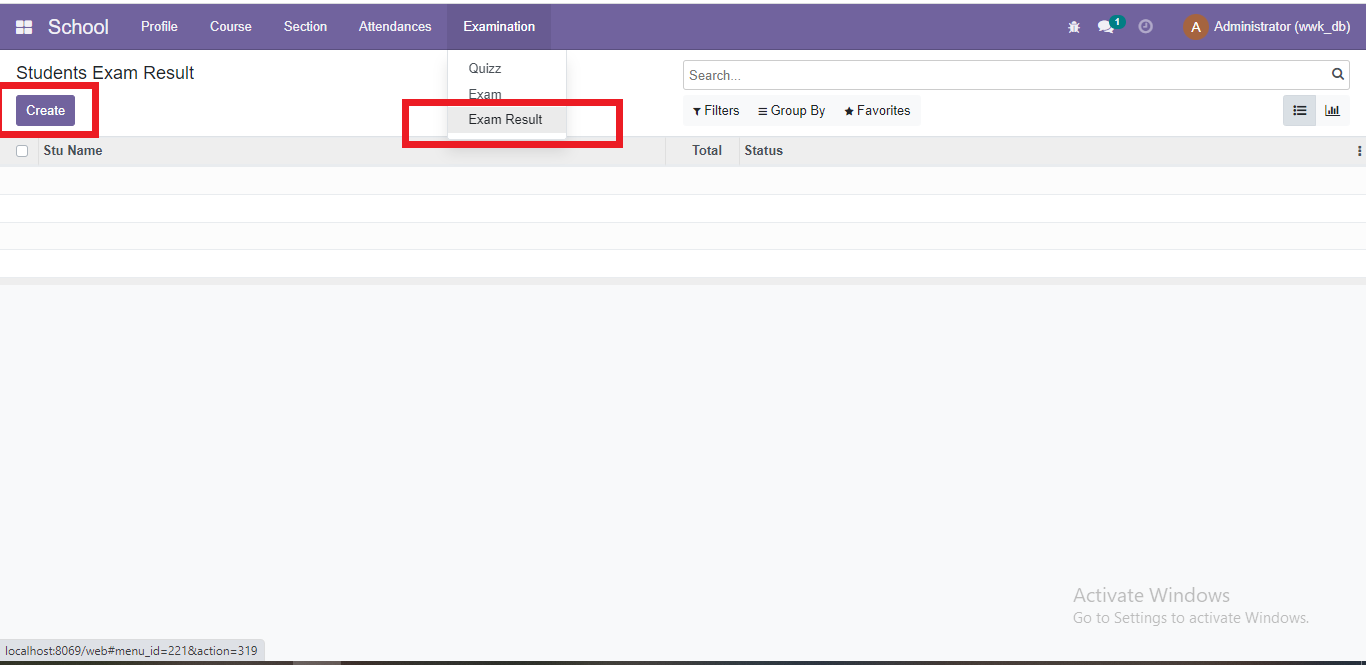 School Profile Course Section Attendances Examination 1 A Administrator (wwk_db)
Students Exam Result
Search...
Create
Filters Group By Favorites
Quizz
Exam
Exam Result
Stu Name Total Status
Activate Windows
Go to Settings to activate Windows.
localhost:8069/web#menu_id=221&action=319